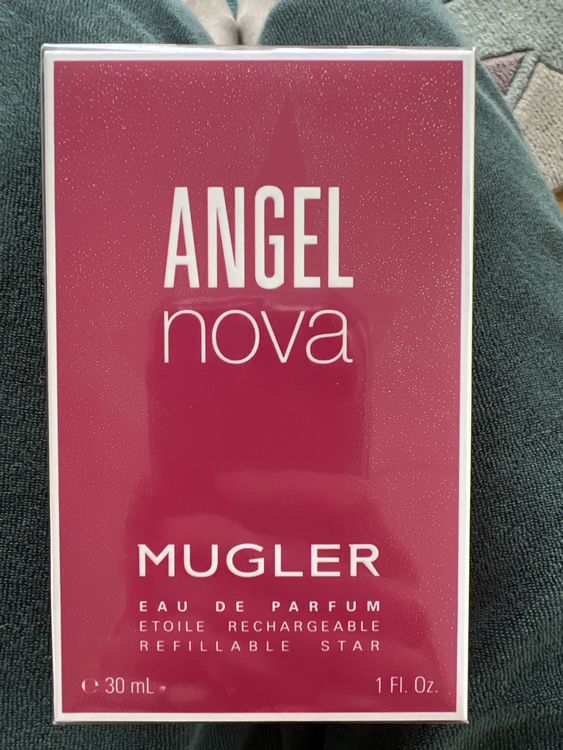 ANGEL
nova
MUGLER
EAU DE PARFUM
ETOILE RECHARGEABLE
REFILLABLE STAR
℮ 30 mL 1 Fl. Oz.